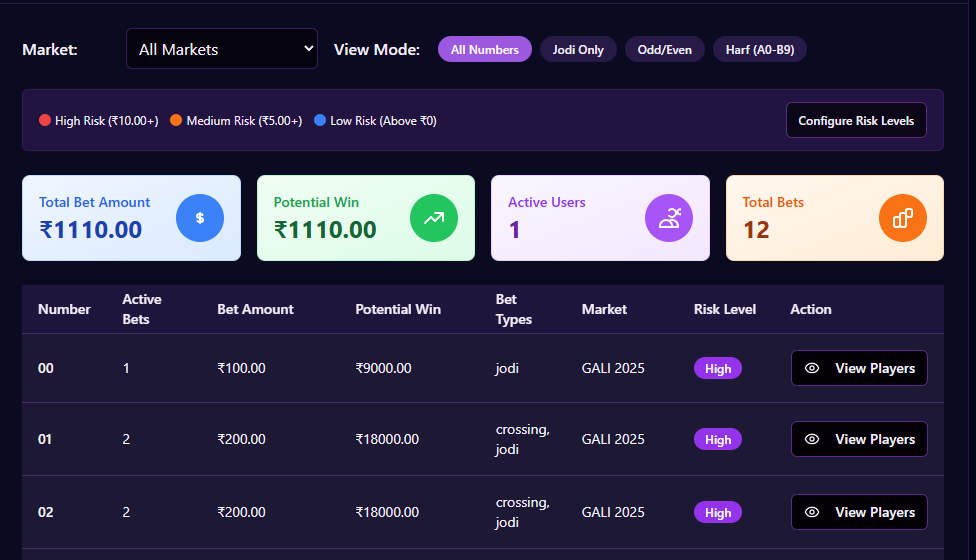 Market: All Markets View Mode: All Numbers Jodi Only Odd/Even Harf (A0-B9)
High Risk (₹10.00+) Medium Risk (₹5.00+) Low Risk (Above ₹0) Configure Risk Levels
Total Bet Amount
₹1110.00
$
Potential Win
₹1110.00
Active Users
1
Total Bets
12
Number Active Bets Bet Amount Potential Win Bet Types Market Risk Level Action
00 1 ₹100.00 ₹9000.00 jodi GALI 2025 High View Players
01 2 ₹200.00 ₹18000.00 crossing, jodi GALI 2025 High View Players
02 2 ₹200.00 ₹18000.00 crossing, jodi GALI 2025 High View Players